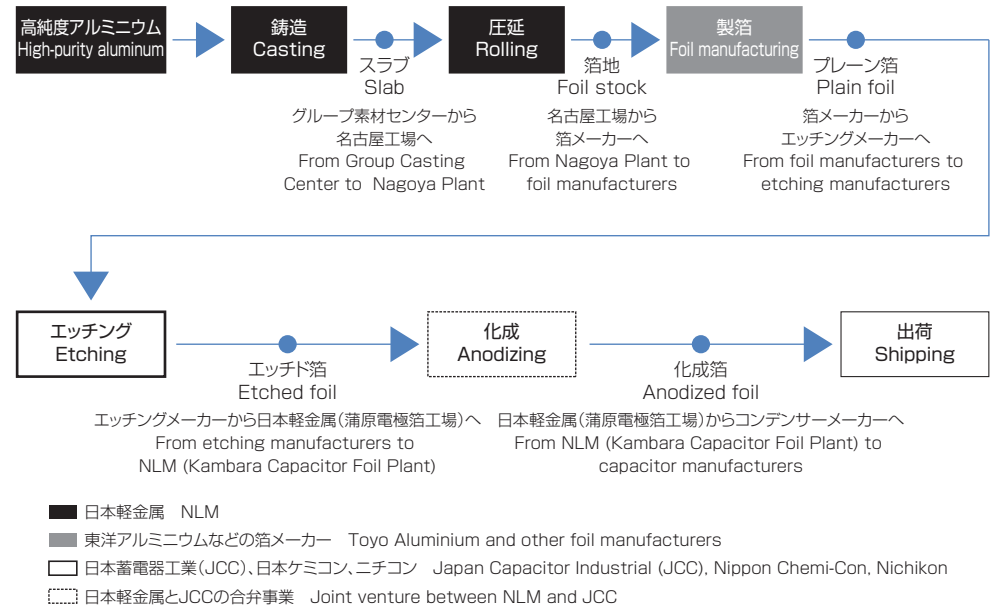 高純度アルミニウム
High-purity aluminum
鋳造
Casting
スラブ
Slab
グループ素材センターから
名古屋工場へ
From Group Casting
Center to Nagoya Plant
圧延
Rolling
箔地
Foil stock
名古屋工場から
箔メーカーへ
From Nagoya Plant to
foil manufacturers
製箔
Foil manufacturing
プレーン箔
Plain foil
箔メーカーから
エッチングメーカーへ
From foil manufacturers to
etching manufacturers
エッチング
Etching
エッチド箔
Etched foil
エッチングメーカーから日本軽金属(蒲原電極箔工場)へ
From etching manufacturers to
NLM (Kambara Capacitor Foil Plant)
化成
Anodizing
化成箔
Anodized foil
日本軽金属(蒲原電極箔工場)からコンデンサーメーカーへ
From NLM (Kambara Capacitor Foil Plant) to
capacitor manufacturers
出荷
Shipping
日本軽金属 NLM
東洋アルミニウムなどの箔メーカー Toyo Aluminium and other foil manufacturers
日本蓄電器工業(JCC)、日本ケミコン、ニチコン Japan Capacitor Industrial (JCC), Nippon Chemi-Con, Nichikon
日本軽金属とJCCの合弁事業 Joint venture between NLM and JCC